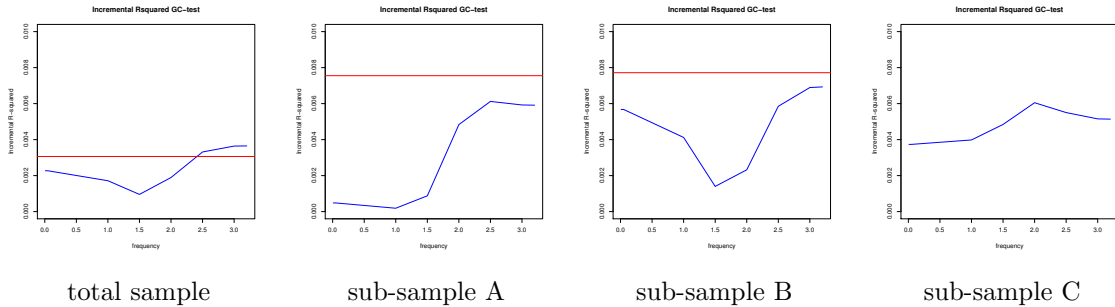 Incremental Rsquared GC-test
Incremental R-squared
0.010
0.008
0.006
0.004
0.002
0.000
0.0 0.5 1.0 1.5 2.0 2.5 3.0
frequency
total sample
Incremental Rsquared GC-test
Incremental R-squared
0.010
0.008
0.006
0.004
0.002
0.000
0.0 0.5 1.0 1.5 2.0 2.5 3.0
frequency
sub-sample A
Incremental Rsquared GC-test
Incremental R-squared
0.010
0.008
0.006
0.004
0.002
0.000
0.0 0.5 1.0 1.5 2.0 2.5 3.0
frequency
sub-sample B
Incremental Rsquared GC-test
Incremental R-squared
0.010
0.008
0.006
0.004
0.002
0.000
0.0 0.5 1.0 1.5 2.0 2.5 3.0
frequency
sub-sample C